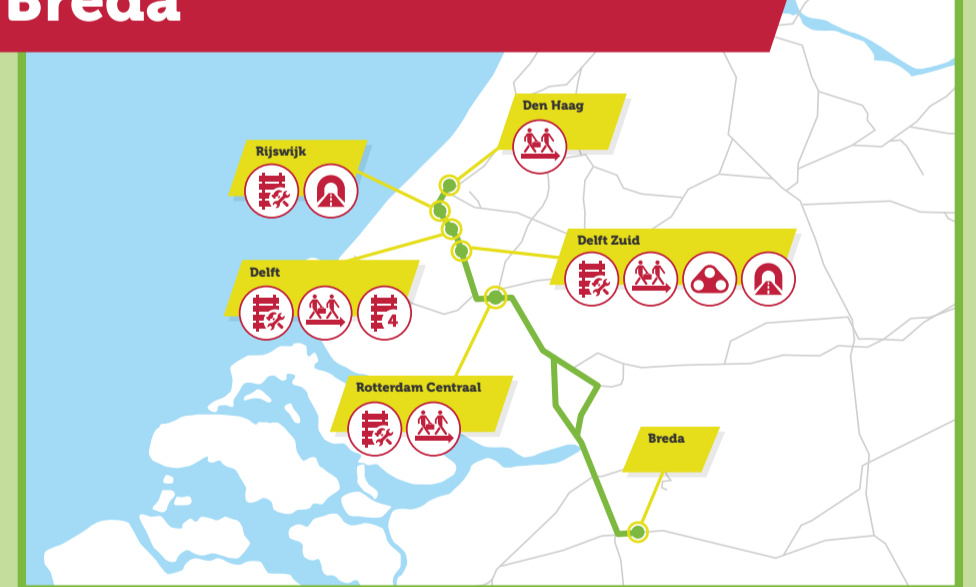 Breda
Den Haag
Rijswijk
Delft Zuid
Delft
4
Rotterdam Centraal
Breda